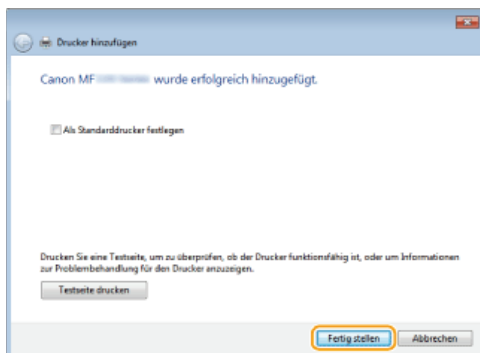 Drucker hinzufügen
Canon MF wurde erfolgreich hinzugefügt.
Als Standarddrucker festlegen
Drucken Sie eine Testseite, um zu überprüfen, ob der Drucker funktionsfähig ist, oder um Informationen
zur Problembehandlung für den Drucker anzuzeigen.
Testseite drucken
Fertig stellen Abbrechen